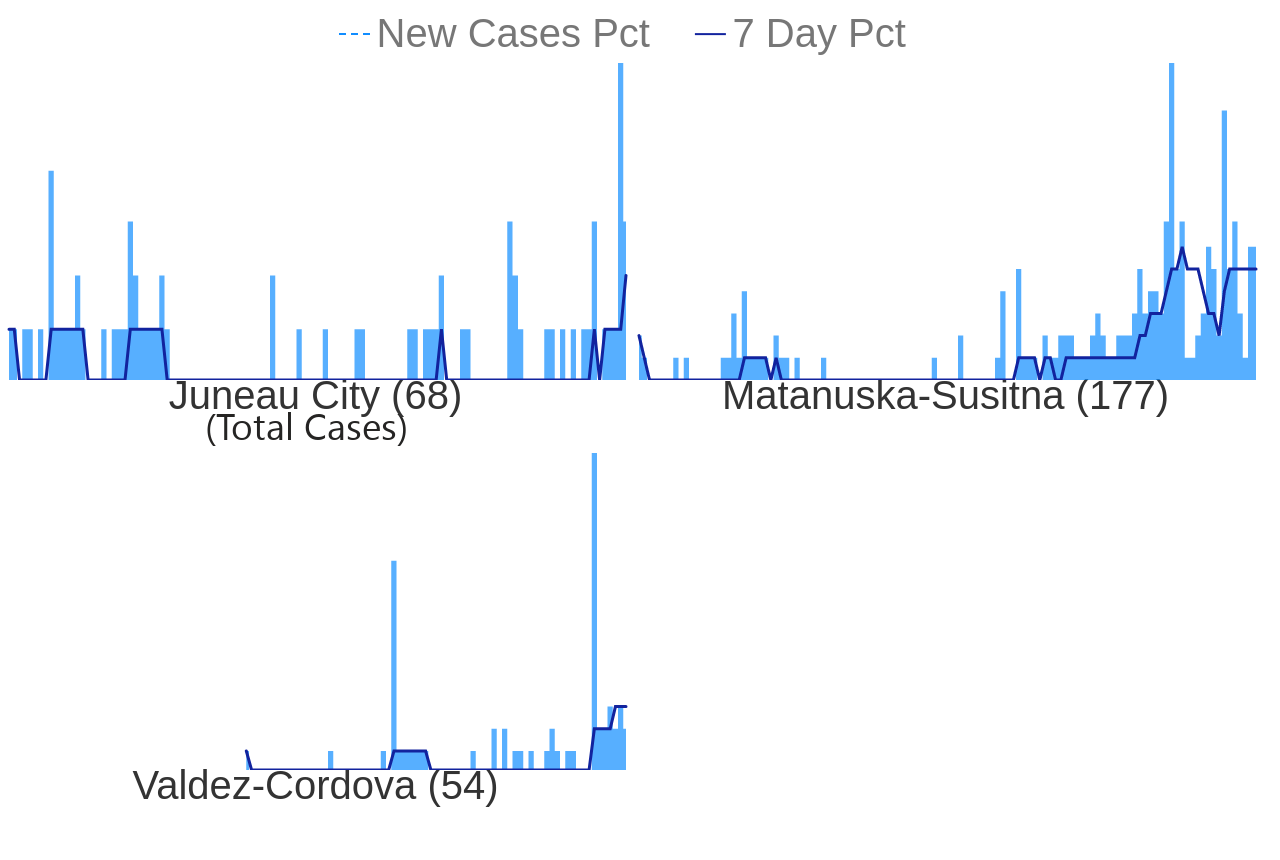 New Cases Pct 7 Day Pct
Juneau City (68)
(Total Cases)
Matanuska-Susitna (177)
Valdez-Cordova (54)